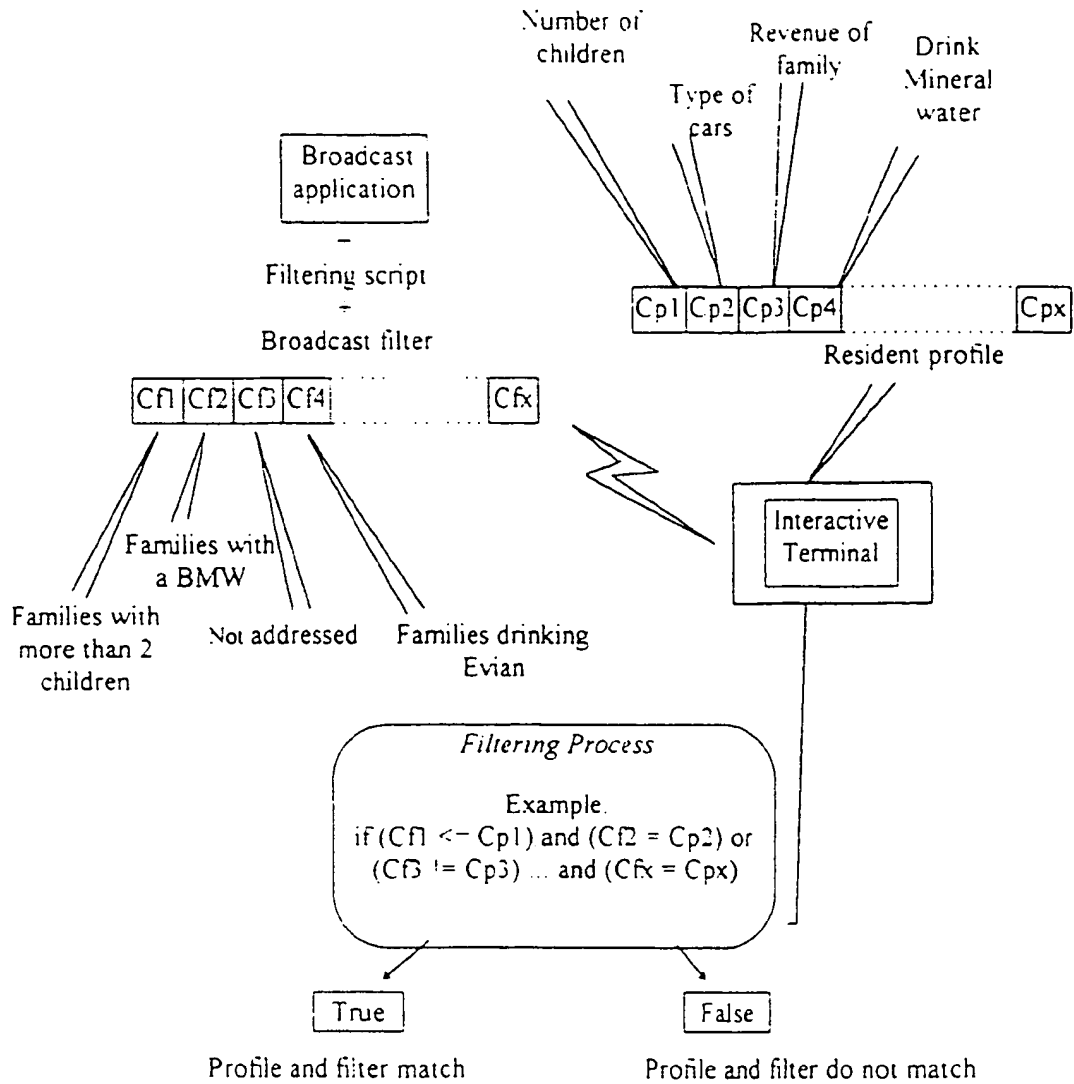 Number of
children
Type of
cars
Revenue of
family
Drink
Mineral
water
Broadcast
application
Filtering script
Broadcast filter
Cp1 Cp2 Cp3 Cp4 Cpx
Resident profile
Cf1 Cf2 Cf3 Cf4 Cfx
Interactive
Terminal
Families with
more than 2
children
Families with
a BMW
Not addressed
Families drinking
Evian
Filtering Process
Example.
if (Cf1 <= Cp1) and (Cf2 = Cp2) or
(Cf3 != Cp3) ... and (Cfx = Cpx)
True
False
Profile and filter match
Profile and filter do not match